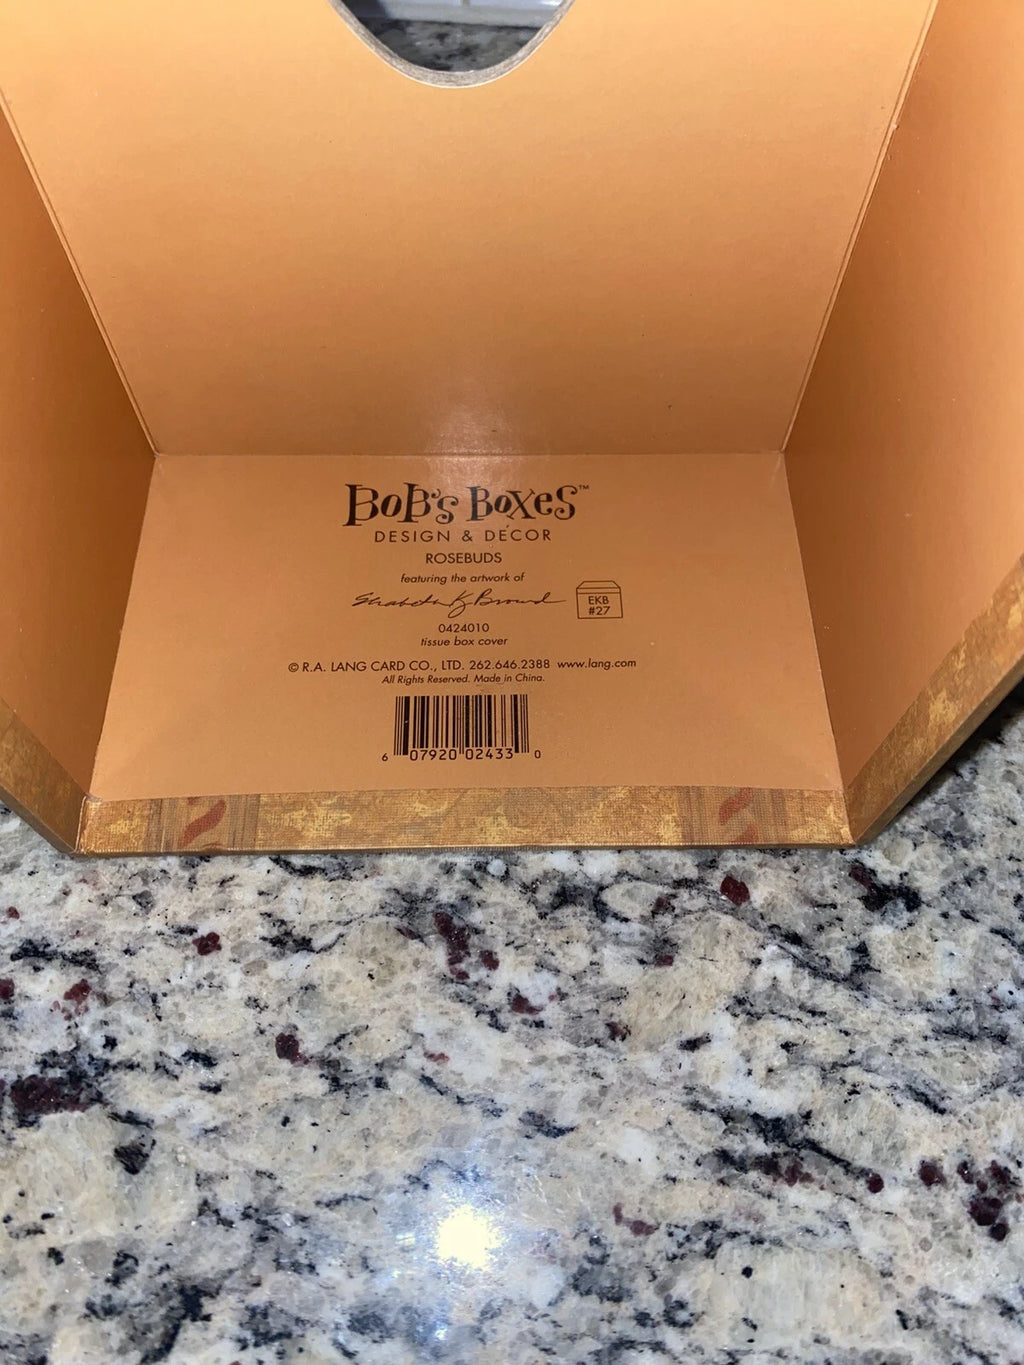 BOB'S BOXES™
DESIGN & DÉCOR
ROSEBUDS
featuring the artwork of
EKB
#27
0424010
tissue box cover
© R.A. LANG CARD CO., LTD. 262.646.2388 www.lang.com
All Rights Reserved. Made in China.
6 07920 02433 0